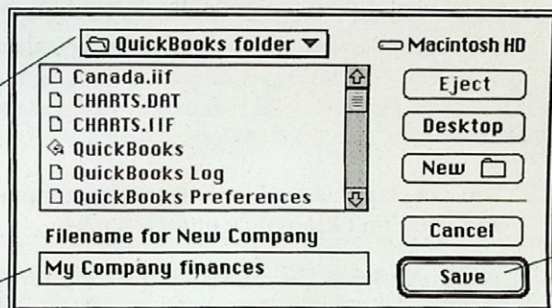 QuickBooks folder
Macintosh HD
Canada.iif
CHARTS.DAT
CHARTS.IIF
QuickBooks
QuickBooks Log
QuickBooks Preferences
Eject
Desktop
New
Filename for New Company
My Company finances
Cancel
Save